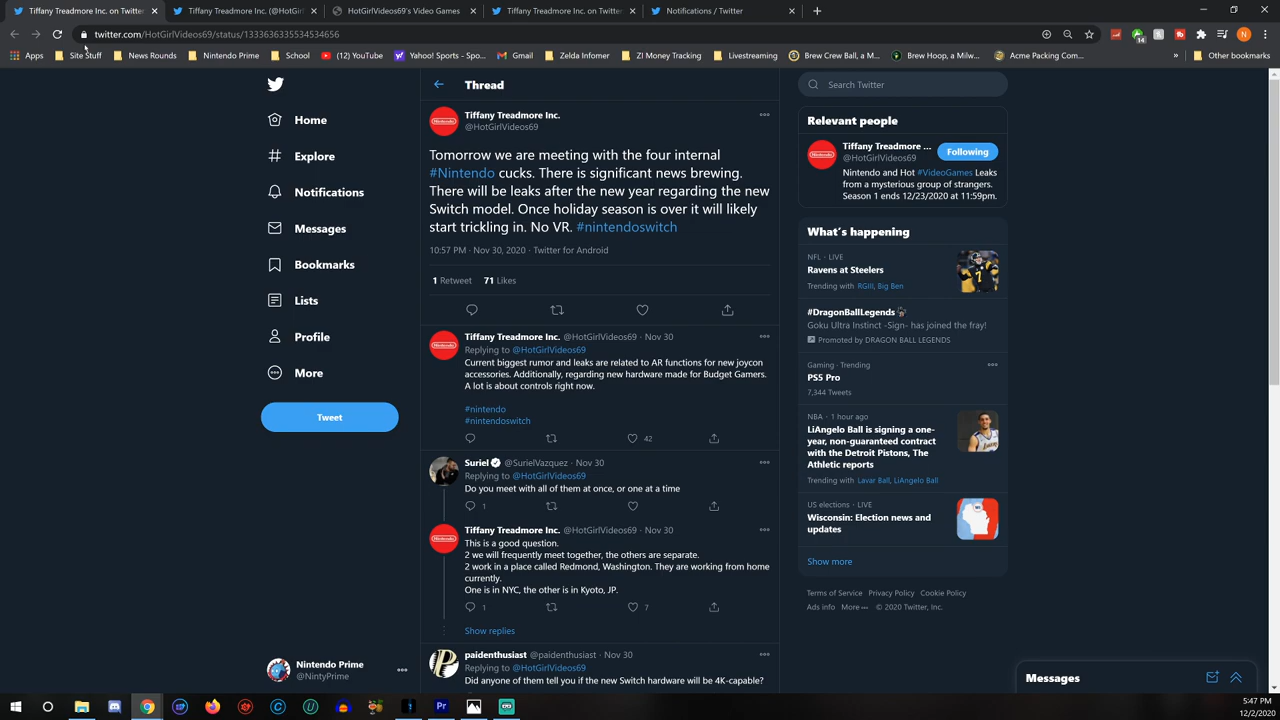 Tiffany Treadmore Inc. on Twitter
Tiffany Treadmore Inc. (@HotGirl
HotGirlVideos69's Video Games
Tiffany Treadmore Inc. on Twitter
Notifications / Twitter
twitter.com/HotGirlVideos69/status/1333636335534534656
Apps
Site Stuff
News Rounds
Nintendo Prime
School
(12) YouTube
Yahoo! Sports - Spo...
Gmail
Zelda Infomer
ZI Money Tracking
Livestreaming
Brew Crew Ball, a M...
Brew Hoop, a Milw...
Acme Packing Com...
Other bookmarks
Home
Explore
Notifications
Messages
Bookmarks
Lists
Profile
More
Tweet
Nintendo Prime
@NintyPrime
Thread
Tiffany Treadmore Inc.
@HotGirlVideos69
Tomorrow we are meeting with the four internal
#Nintendo cucks. There is significant news brewing.
There will be leaks after the new year regarding the new
Switch model. Once holiday season is over it will likely
start trickling in. No VR. #nintendoswitch
10:57 PM · Nov 30, 2020 · Twitter for Android
1 Retweet 71 Likes
Tiffany Treadmore Inc. @HotGirlVideos69 · Nov 30
Replying to @HotGirlVideos69
Current biggest rumor and leaks are related to AR functions for new joycon
accessories. Additionally, regarding new hardware made for Budget Gamers.
A lot is about controls right now.
#nintendo
#nintendoswitch
42
Suriel @SurielVazquez · Nov 30
Replying to @HotGirlVideos69
Do you meet with all of them at once, or one at a time
1
Tiffany Treadmore Inc. @HotGirlVideos69 · Nov 30
This is a good question.
2 we will frequently meet together, the others are separate.
2 work in a place called Redmond, Washington. They are working from home
currently.
One is in NYC, the other is in Kyoto, JP.
1 7
Show replies
paidenthusiast @paidenthusiast · Nov 30
Replying to @HotGirlVideos69
Did anyone of them tell you if the new Switch hardware will be 4K-capable?
Search Twitter
Relevant people
Tiffany Treadmore ...
@HotGirlVideos69
Following
Nintendo and Hot #VideoGames Leaks
from a mysterious group of strangers.
Season 1 ends 12/23/2020 at 11:59pm.
What's happening
NFL · LIVE
Ravens at Steelers
Trending with RGIII, Big Ben
#DragonBallLegends
Goku Ultra Instinct -Sign- has joined the fray!
Promoted by DRAGON BALL LEGENDS
Gaming · Trending
PS5 Pro
7,344 Tweets
NBA · 1 hour ago
LiAngelo Ball is signing a one-
year, non-guaranteed contract
with the Detroit Pistons, The
Athletic reports
Trending with Lavar Ball, LiAngelo Ball
US elections · LIVE
Wisconsin: Election news and
updates
Show more
Terms of Service Privacy Policy Cookie Policy
Ads info More © 2020 Twitter, Inc.
Messages
5:47 PM
12/2/2020